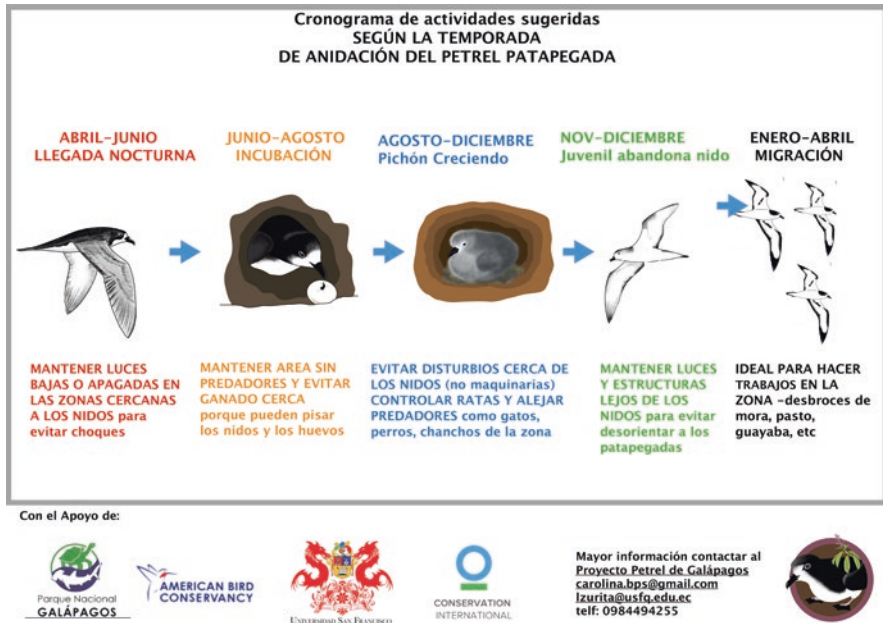 Cronograma de actividades sugeridas
SEGÚN LA TEMPORADA
DE ANIDACIÓN DEL PETREL PATAPEGADA
ABRIL-JUNIO
LLEGADA NOCTURNA
JUNIO-AGOSTO
INCUBACIÓN
AGOSTO-DICIEMBRE
Pichón Creciendo
NOV-DICIEMBRE
Juvenil abandona nido
ENERO-ABRIL
MIGRACIÓN
MANTENER LUCES
BAJAS O APAGADAS EN
LAS ZONAS CERCANAS
A LOS NIDOS para
evitar choques
MANTENER AREA SIN
PREDADORES Y EVITAR
GANADO CERCA
porque pueden pisar
los nidos y los huevos
EVITAR DISTURBIOS CERCA DE
LOS NIDOS (no maquinarias)
CONTROLAR RATAS Y ALEJAR
PREDADORES como gatos,
perros, chanchos de la zona
MANTENER LUCES
Y ESTRUCTURAS
LEJOS DE LOS
NIDOS para evitar
desorientar a los
patapegadas
IDEAL PARA HACER
TRABAJOS EN LA
ZONA -desbroces de
mora, pasto,
guayaba, etc
Con el Apoyo de:
Parque Nacional
GALÁPAGOS
AMERICAN BIRD
CONSERVANCY
UNIVERSIDAD SAN FRANCISCO
CONSERVATION
INTERNATIONAL
Mayor información contactar al
Proyecto Petrel de Galápagos
carolina.bps@gmail.com
lzurita@usfq.edu.ec
telf: 0984494255